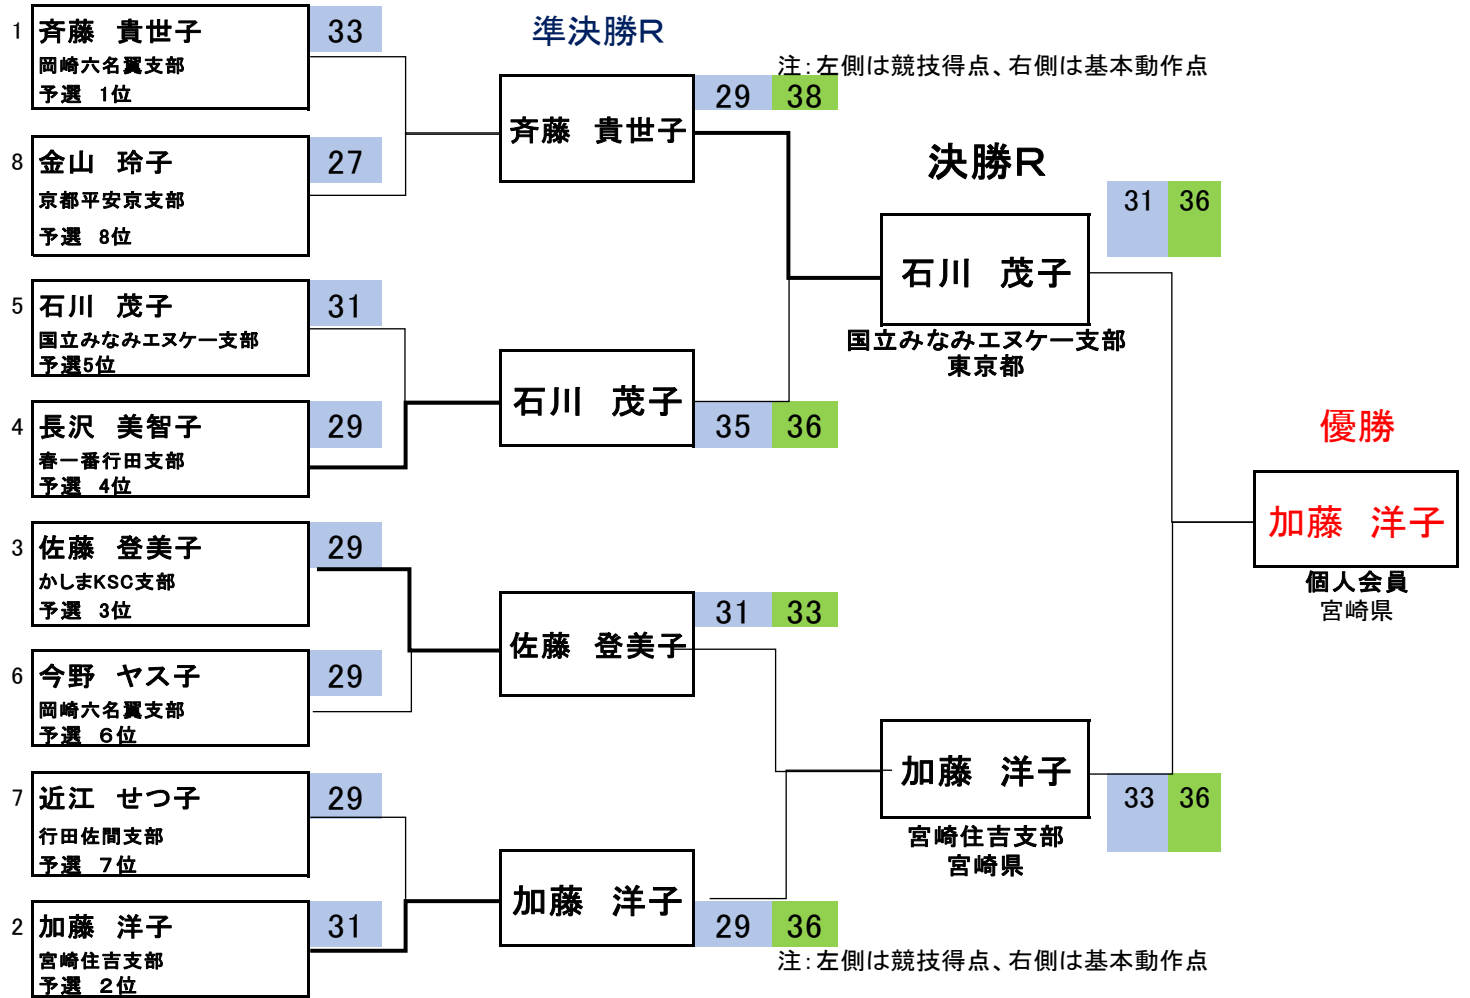 1
斉藤　貴世子
岡崎六名翼支部
予選　1位
33
8
金山　玲子
京都平安京支部
予選　8位
27
5
石川　茂子
国立みなみエヌケー支部
予選5位
31
4
長沢　美智子
春一番行田支部
予選　4位
29
3
佐藤　登美子
かしまKSC支部
予選　3位
29
6
今野　ヤス子
岡崎六名翼支部
予選　６位
29
7
近江　せつ子
行田佐間支部
予選　７位
29
2
加藤　洋子
宮崎住吉支部
予選　２位
31
準決勝Ｒ
注：左側は競技得点、右側は基本動作点
斉藤　貴世子
29 38
石川　茂子
35 36
佐藤　登美子
31 33
加藤　洋子
29 36
注：左側は競技得点、右側は基本動作点
決勝Ｒ
31 36
石川　茂子
国立みなみエヌケー支部
東京都
加藤　洋子
33 36
宮崎住吉支部
宮崎県
優勝
加藤　洋子
個人会員
宮崎県